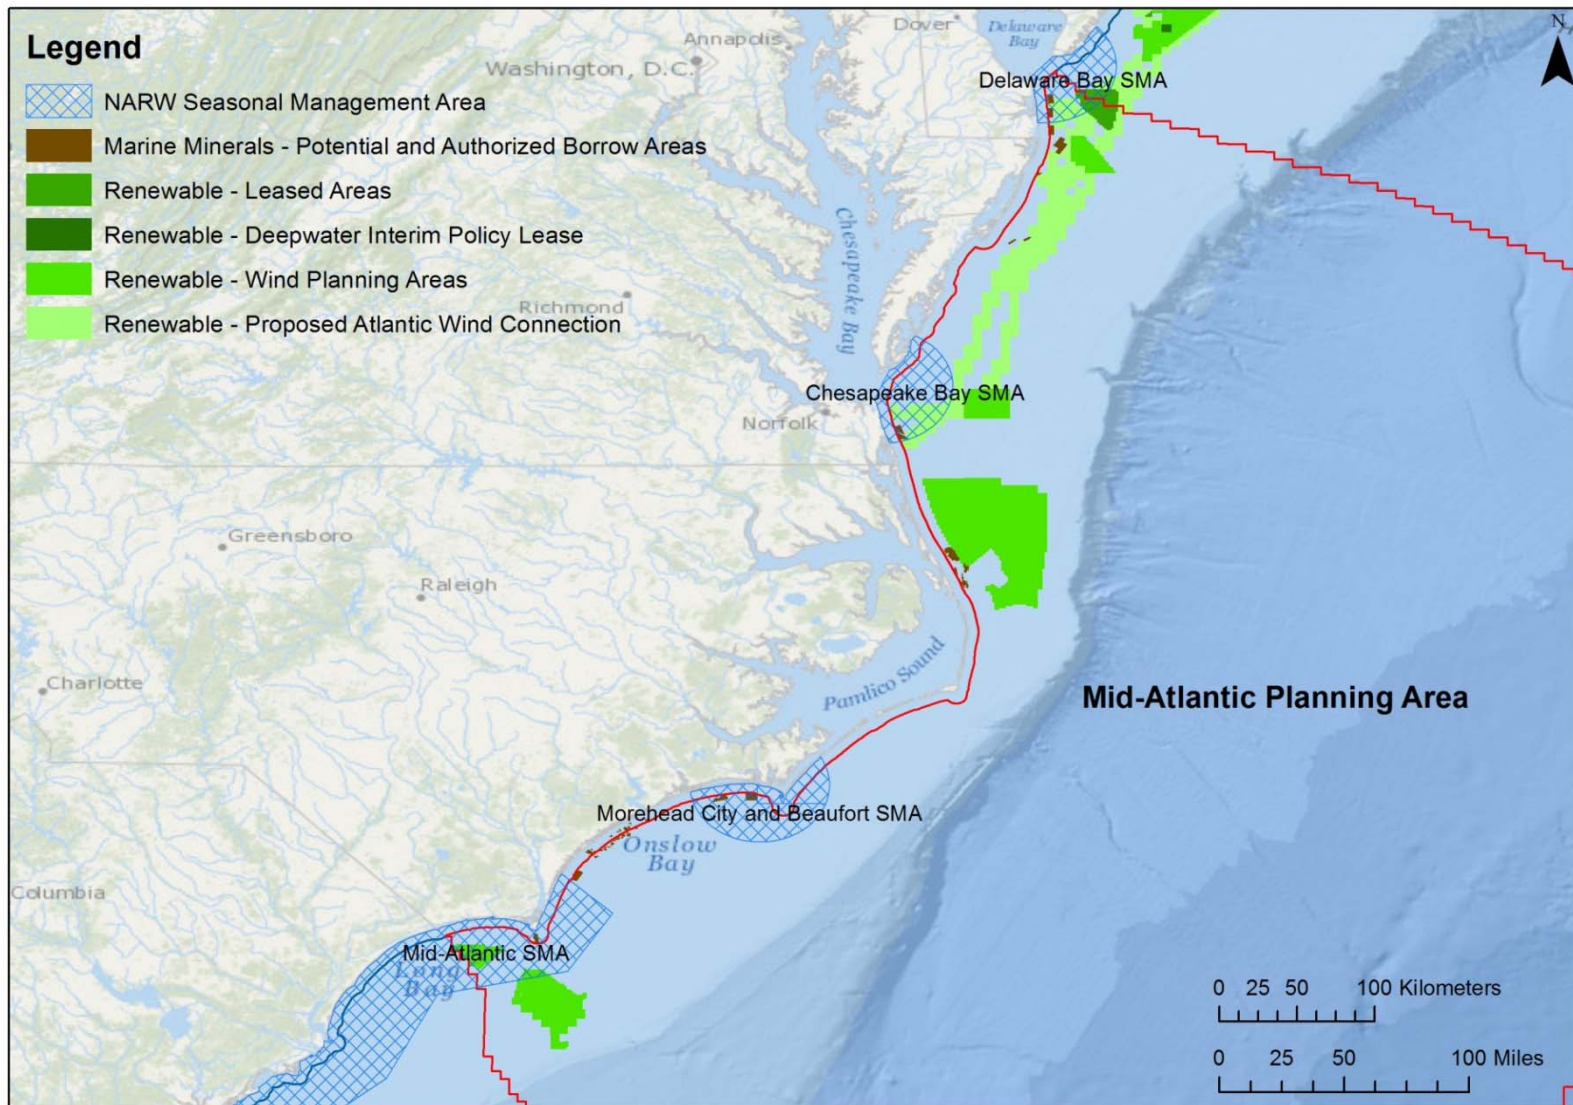 Legend
NARW Seasonal Management Area
Marine Minerals - Potential and Authorized Borrow Areas
Renewable - Leased Areas
Renewable - Deepwater Interim Policy Lease
Renewable - Wind Planning Areas
Renewable - Proposed Atlantic Wind Connection
Dover
Delaware
Bay
N
Annapolis
Washington, D.C.
Delaware Bay SMA
Chesapeake Bay
Richmond
Chesapeake Bay SMA
Norfolk
Greensboro
Raleigh
Pamlico Sound
Charlotte
Mid-Atlantic Planning Area
Morehead City and Beaufort SMA
Onslow
Bay
Columbia
Mid-Atlantic SMA
Long
Bay
0 25 50 100 Kilometers
0 25 50 100 Miles